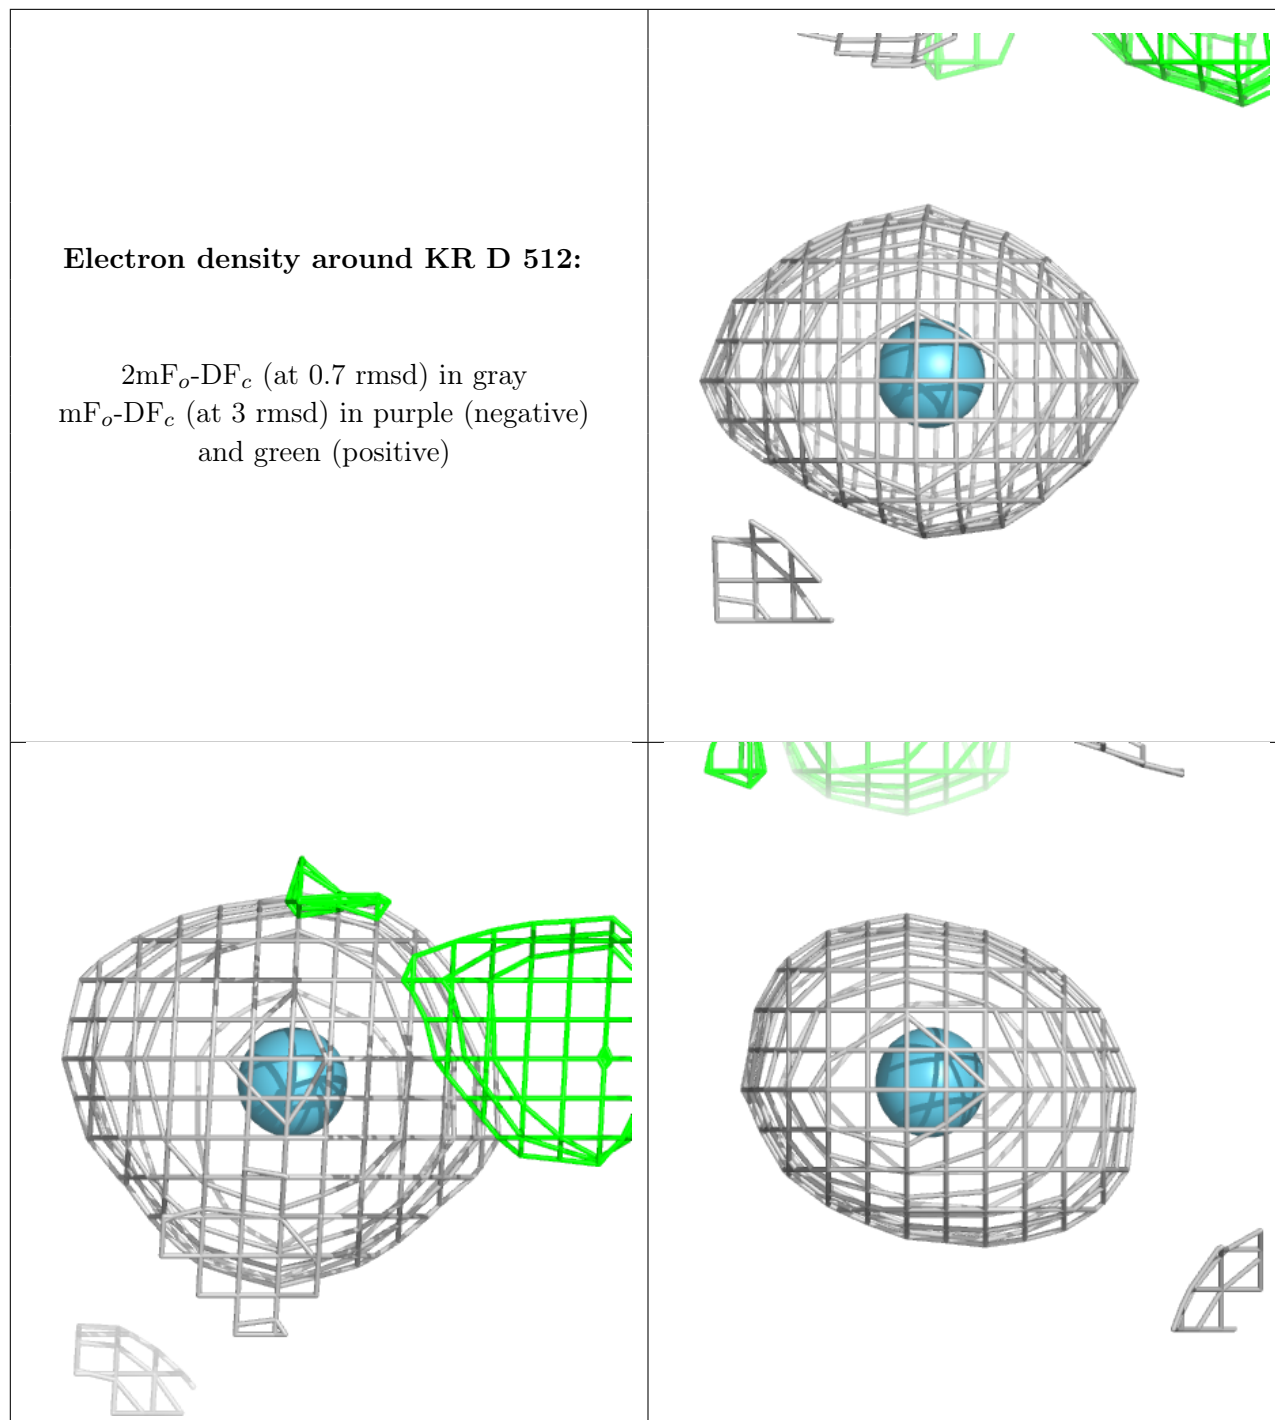 Electron density around KR D 512:
2mFo-DFc (at 0.7 rmsd) in gray
mFo-DFc (at 3 rmsd) in purple (negative)
and green (positive)